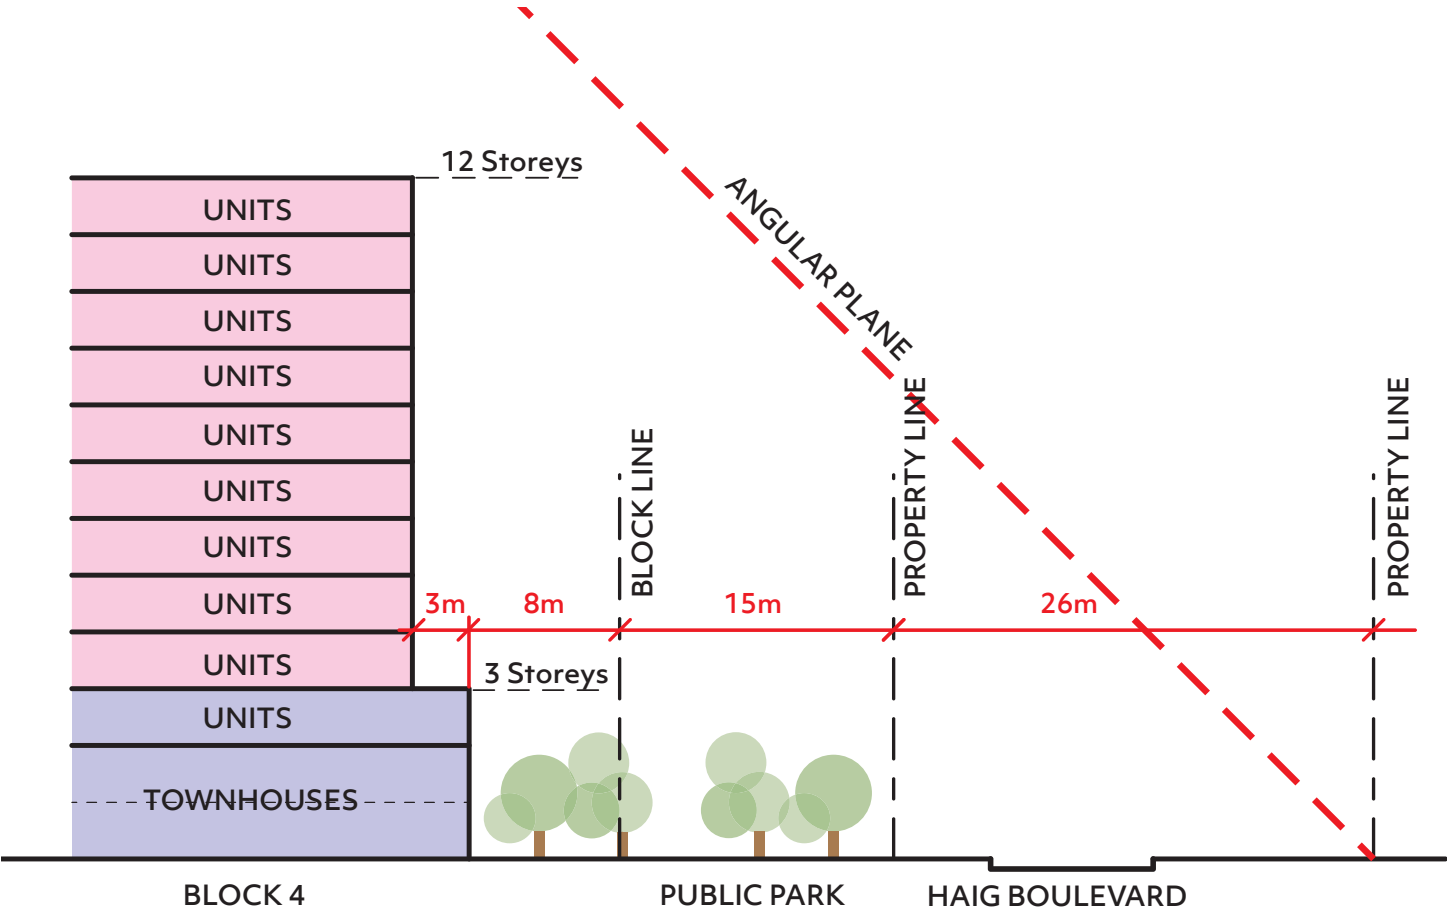 12 Storeys
UNITS
ANGULAR PLANE
UNITS
UNITS
UNITS
PROPERTY LINE
PROPERTY LINE
UNITS
BLOCK LINE
UNITS
UNITS
UNITS
3m
8m
15m
26m
UNITS
3 Storeys
UNITS
TOWNHOUSES
BLOCK 4
PUBLIC PARK
HAIG BOULEVARD